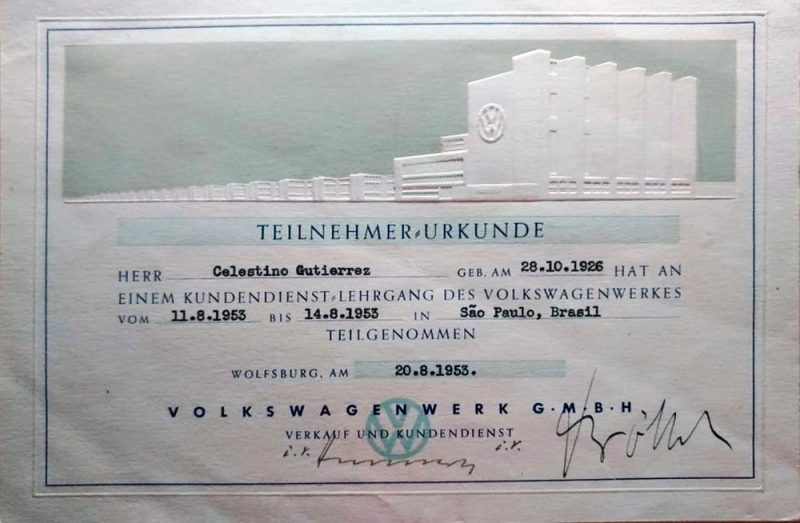 TEILNEHMER-URKUNDE
HERR Celestino Gutierrez GEB. AM 28.10.1926 HAT AN
EINEM KUNDENDIENST-LEHRGANG DES VOLKSWAGENWERKES
VOM 11.8.1953 BIS 14.8.1953 IN São Paulo, Brasil
TEILGENOMMEN
WOLFSBURG, AM 20.8.1953.
VOLKSWAGENWERK G·M·B·H
VERKAUF UND KUNDENDIENST
i.V. i.V.